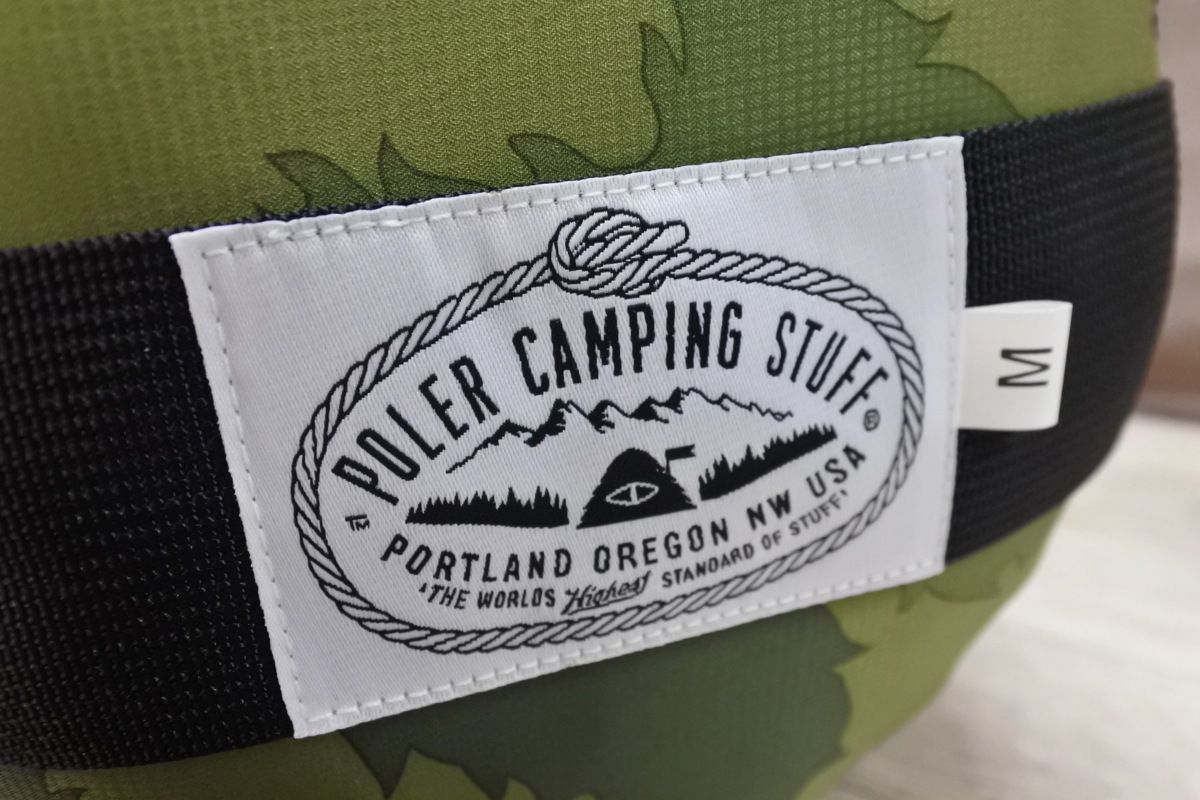 POLER CAMPING STUFF®
TM
PORTLAND OREGON NW USA
"THE WORLDS Highest STANDARD OF STUFF"
M